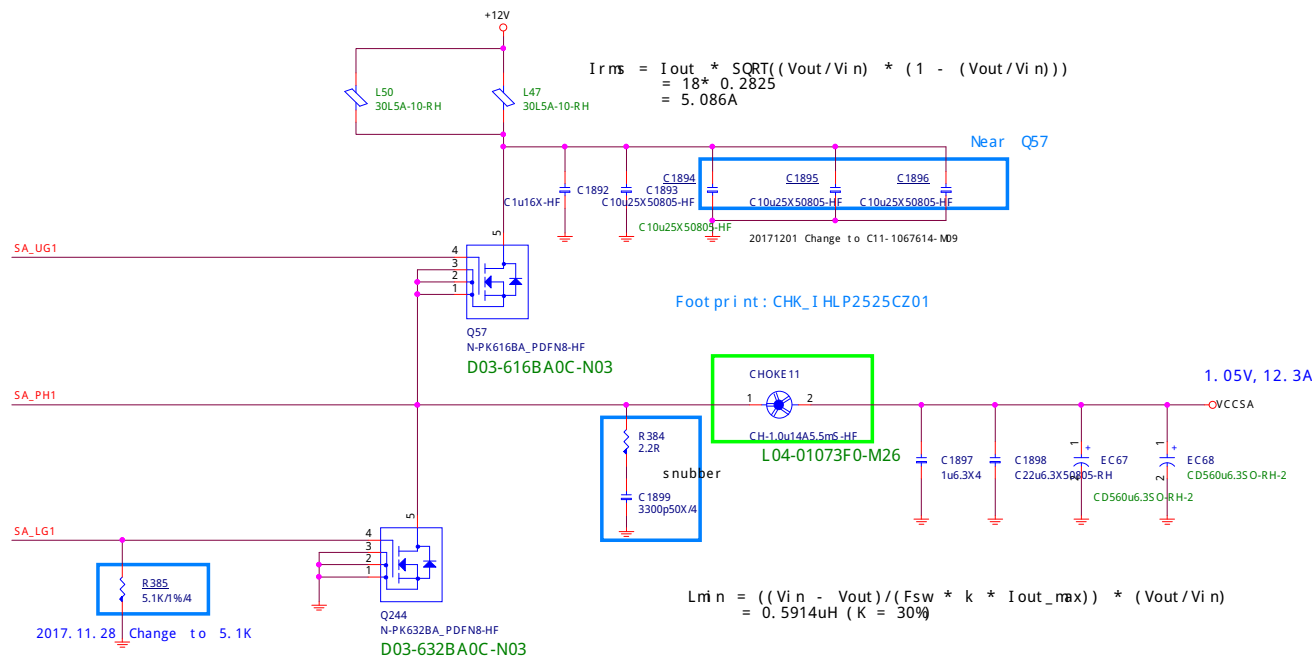 +12V
Irms = Iout * SQRT((Vout/Vin) * (1 - (Vout/Vin)))
= 18* 0.2825
= 5.086A
L50
30L5A-10-RH
L47
30L5A-10-RH
Near Q57
C1892
C1u16X-HF
C1893
C10u25X50805-HF
C1894
C10u25X50805-HF
C1895
C10u25X50805-HF
C1896
C10u25X50805-HF
20171201 Change to C11-1067614-M09
SA_UG1
5
4
3
2
1
Q57
N-PK616BA_PDFN8-HF
D03-616BA0C-N03
Footprint: CHK_IHLP2525CZ01
SA_PH1
CHOKE11
1
2
CH-1.0u14A5.5mS-HF
L04-01073F0-M26
1.05V, 12.3A
VCCSA
R384
2.2R
snubber
C1899
3300p50X/4
C1897
1u6.3X4
C1898
C22u6.3X50805-RH
1
+
EC67
2
CD560u6.3SO-RH-2
1
+
EC68
2
CD560u6.3SO-RH-2
SA_LG1
5
4
3
2
1
R385
5.1K/1%/4
2017.11.28 Change to 5.1K
Q244
N-PK632BA_PDFN8-HF
D03-632BA0C-N03
Lmin = ((Vin - Vout)/(Fsw * k * Iout_max)) * (Vout/Vin)
= 0.5914uH (K = 30%)